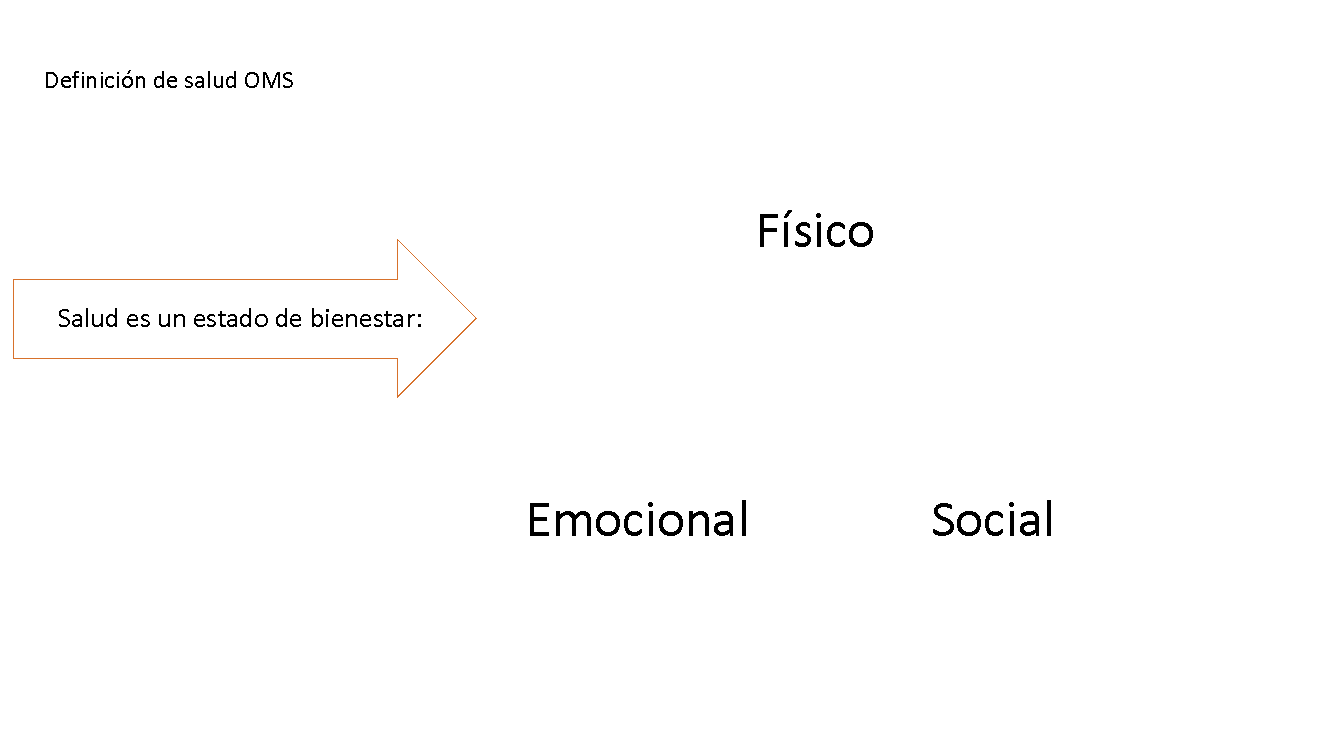 Definición de salud OMS
Físico
Salud es un estado de bienestar:
Emocional
Social